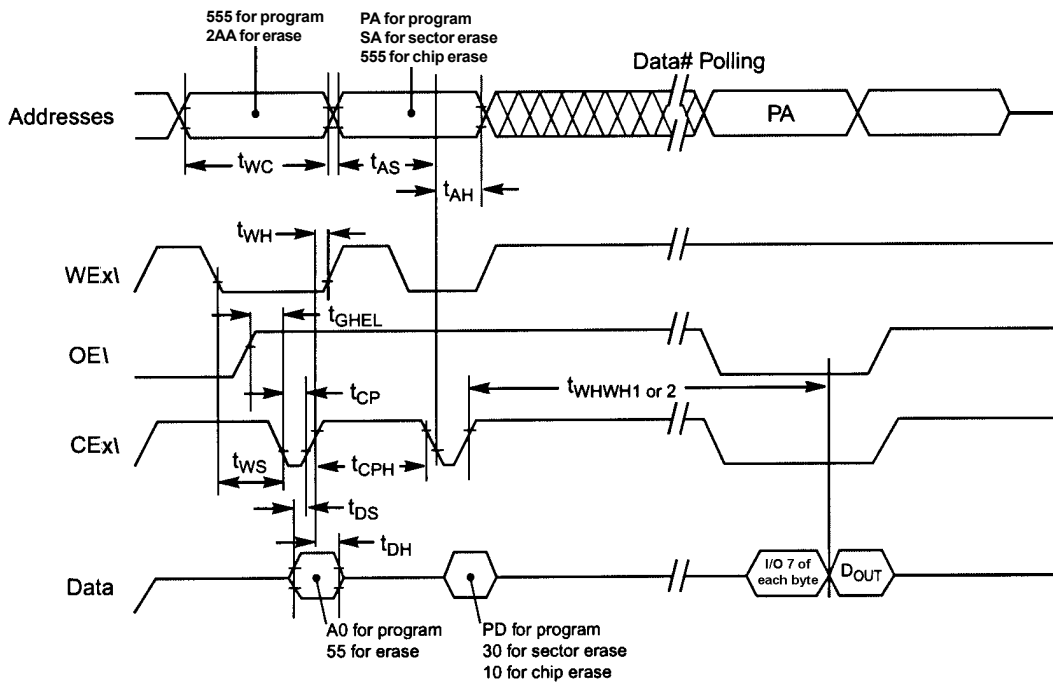 555 for program
2AA for erase
PA for program
SA for sector erase
555 for chip erase
Data# Polling
Addresses
PA
tWC
tAS
tAH
tWH
WEx\
tGHEL
OE\
tCP
tWHWH1 or 2
CEx\
tWS
tCPH
tDS
tDH
Data
I/O 7 of
each byte
DOUT
A0 for program
55 for erase
PD for program
30 for sector erase
10 for chip erase